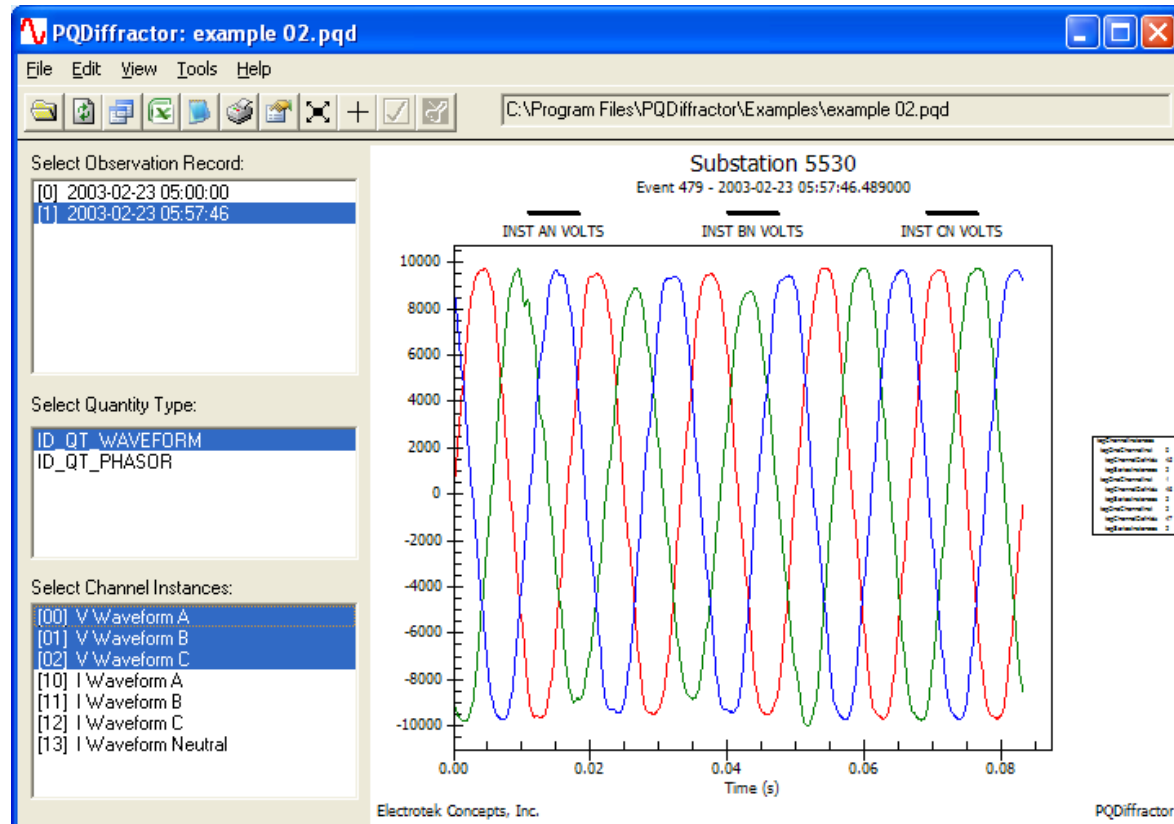 PQDiffractor: example 02.pqd
File Edit View Tools Help
C:\Program Files\PQDiffractor\Examples\example 02.pqd
Select Observation Record:
[0] 2003-02-23 05:00:00
[1] 2003-02-23 05:57:46
Select Quantity Type:
ID_QT_WAVEFORM
ID_QT_PHASOR
Select Channel Instances:
[00] V Waveform A
[01] V Waveform B
[02] V Waveform C
[10] I Waveform A
[11] I Waveform B
[12] I Waveform C
[13] I Waveform Neutral
Substation 5530
Event 479 - 2003-02-23 05:57:46.489000
INST AN VOLTS INST BN VOLTS INST CN VOLTS
10000
8000
6000
4000
2000
0
-2000
-4000
-6000
-8000
-10000
0.00 0.02 0.04 0.06 0.08
Time (s)
Electrotek Concepts, Inc.
PQDiffractor